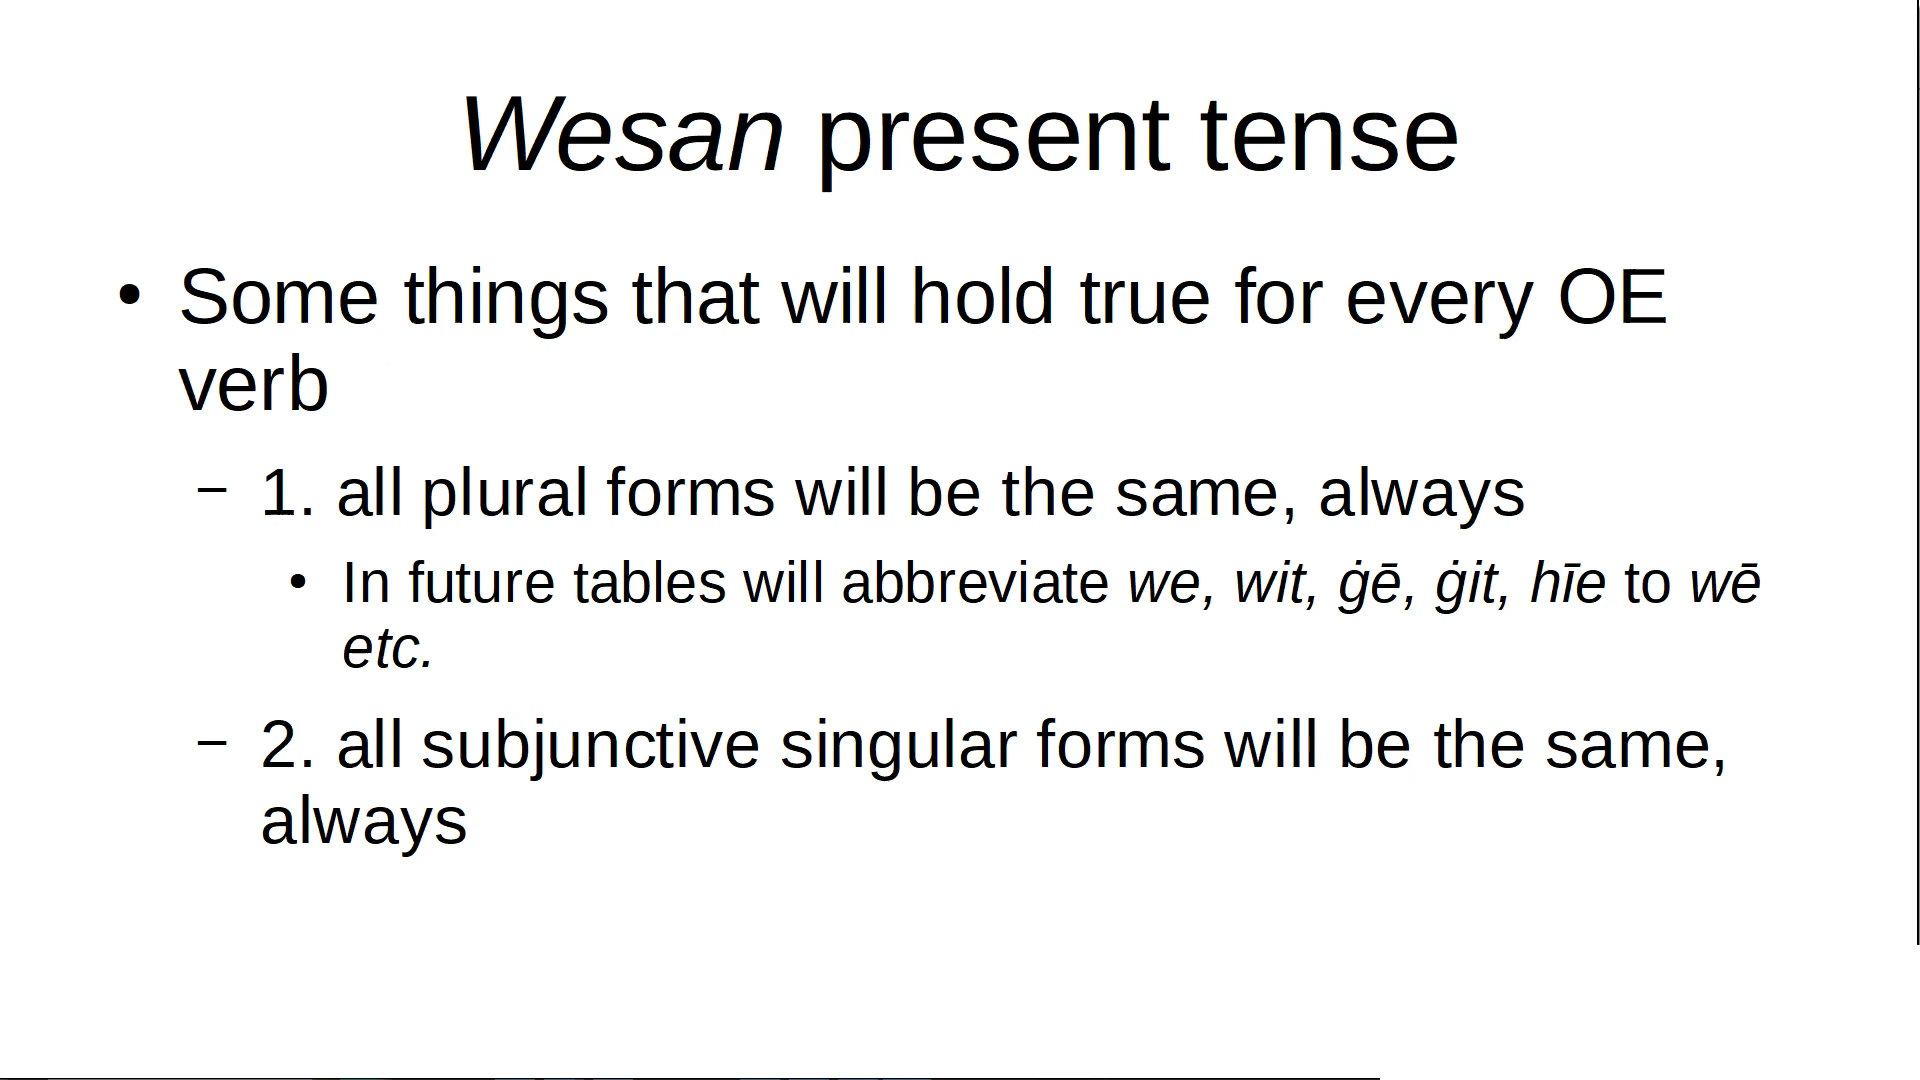 Wesan present tense
• Some things that will hold true for every OE
verb
– 1. all plural forms will be the same, always
• In future tables will abbreviate we, wit, ġē, ġit, hīe to wē
etc.
– 2. all subjunctive singular forms will be the same,
always